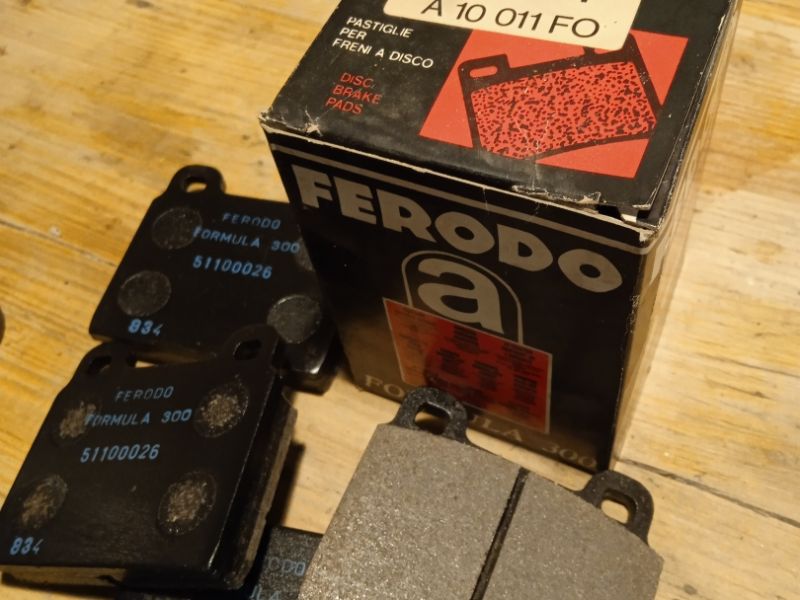 A 10 011 FO
PASTIGLIE
PER
FRENI A DISCO
DISC
BRAKE
PADS
FERODO
a
FORMULA 300
FERODO
FORMULA 300
51100026
834
FERODO
FORMULA 300
51100026
834